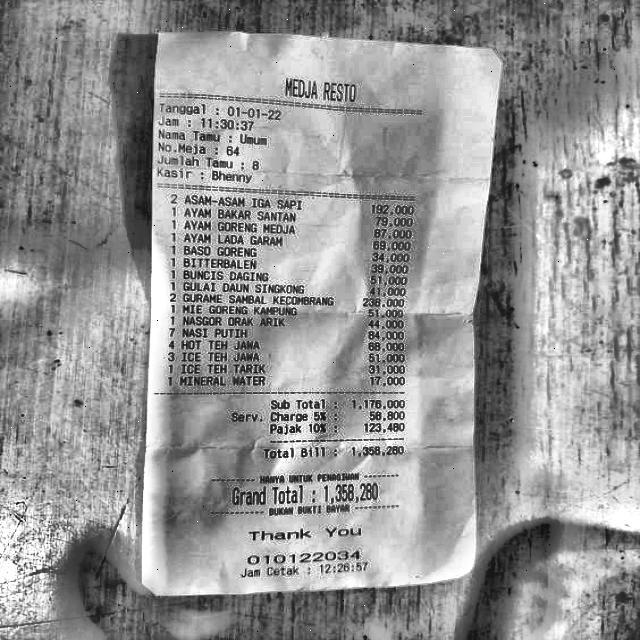 MEDJA RESTO
Tanggal : 01-01-22
Jam : 11:30:37
Nama Tamu : Umum
No.Meja : 64
Jumlah Tamu : 8
Kasir : Bhenny
2 ASAM-ASAM IGA SAPI 192,000
1 AYAM BAKAR SANTAN 79,000
1 AYAM GORENG MEDJA 87,000
1 AYAM LADA GARAM 69,000
1 BASO GORENG 34,000
1 BITTERBALEN 39,000
1 BUNCIS DAGING 51,000
1 GULAI DAUN SINGKONG 41,000
2 GURAME SAMBAL KECOMBRANG 238,000
1 MIE GORENG KAMPUNG 51,000
1 NASGOR ORAK ARIK 44,000
7 NASI PUTIH 84,000
4 HOT TEH JAWA 68,000
3 ICE TEH JAWA 51,000
1 ICE TEH TARIK 31,000
1 MINERAL WATER 17,000
Sub Total : 1,176,000
Serv. Charge 5% : 58,800
Pajak 10% : 123,480
Total Bill : 1,358,280
HANYA UNTUK PENAGIHAN
Grand Total : 1,358,280
BUKAN BUKTI BAYAR
Thank You
010122034
Jam Cetak : 12:26:57